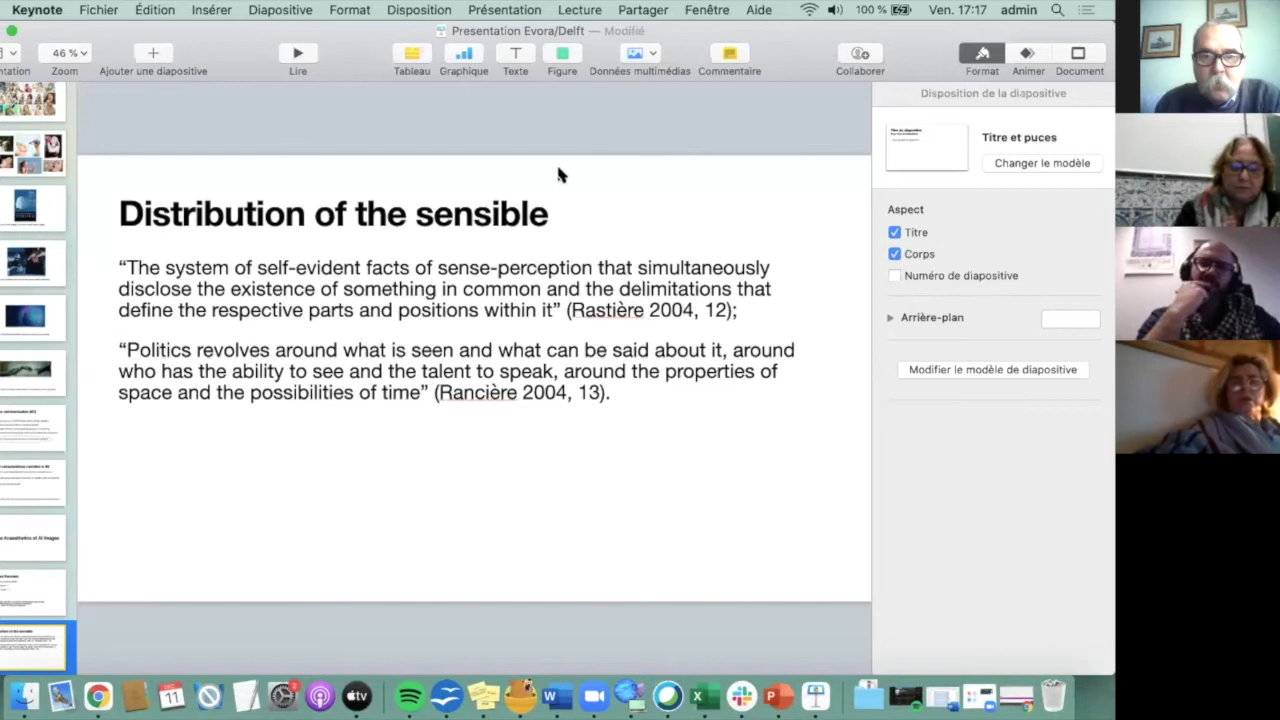 Keynote Fichier Édition Insérer Diapositive Format Disposition Présentation Lecture Partager Fenêtre Aide 100 % Ven. 17:17 admin
Presentation Evora/Delft — Modifié
46 %
Zoom Ajouter une diapositive Lire Tableau Graphique Texte Figure Données multimédias Commentaire Collaborer Format Animer Document
Disposition de la diapositive
Titre et puces
Changer le modèle
Aspect
Titre
Corps
Numéro de diapositive
Arrière-plan
Modifier le modèle de diapositive
Distribution of the sensible
“The system of self-evident facts of sense-perception that simultaneously
disclose the existence of something in common and the delimitations that
define the respective parts and positions within it” (Rastière 2004, 12);
“Politics revolves around what is seen and what can be said about it, around
who has the ability to see and the talent to speak, around the properties of
space and the possibilities of time” (Rancière 2004, 13).
Anaesthetics of AI Images
11
tv